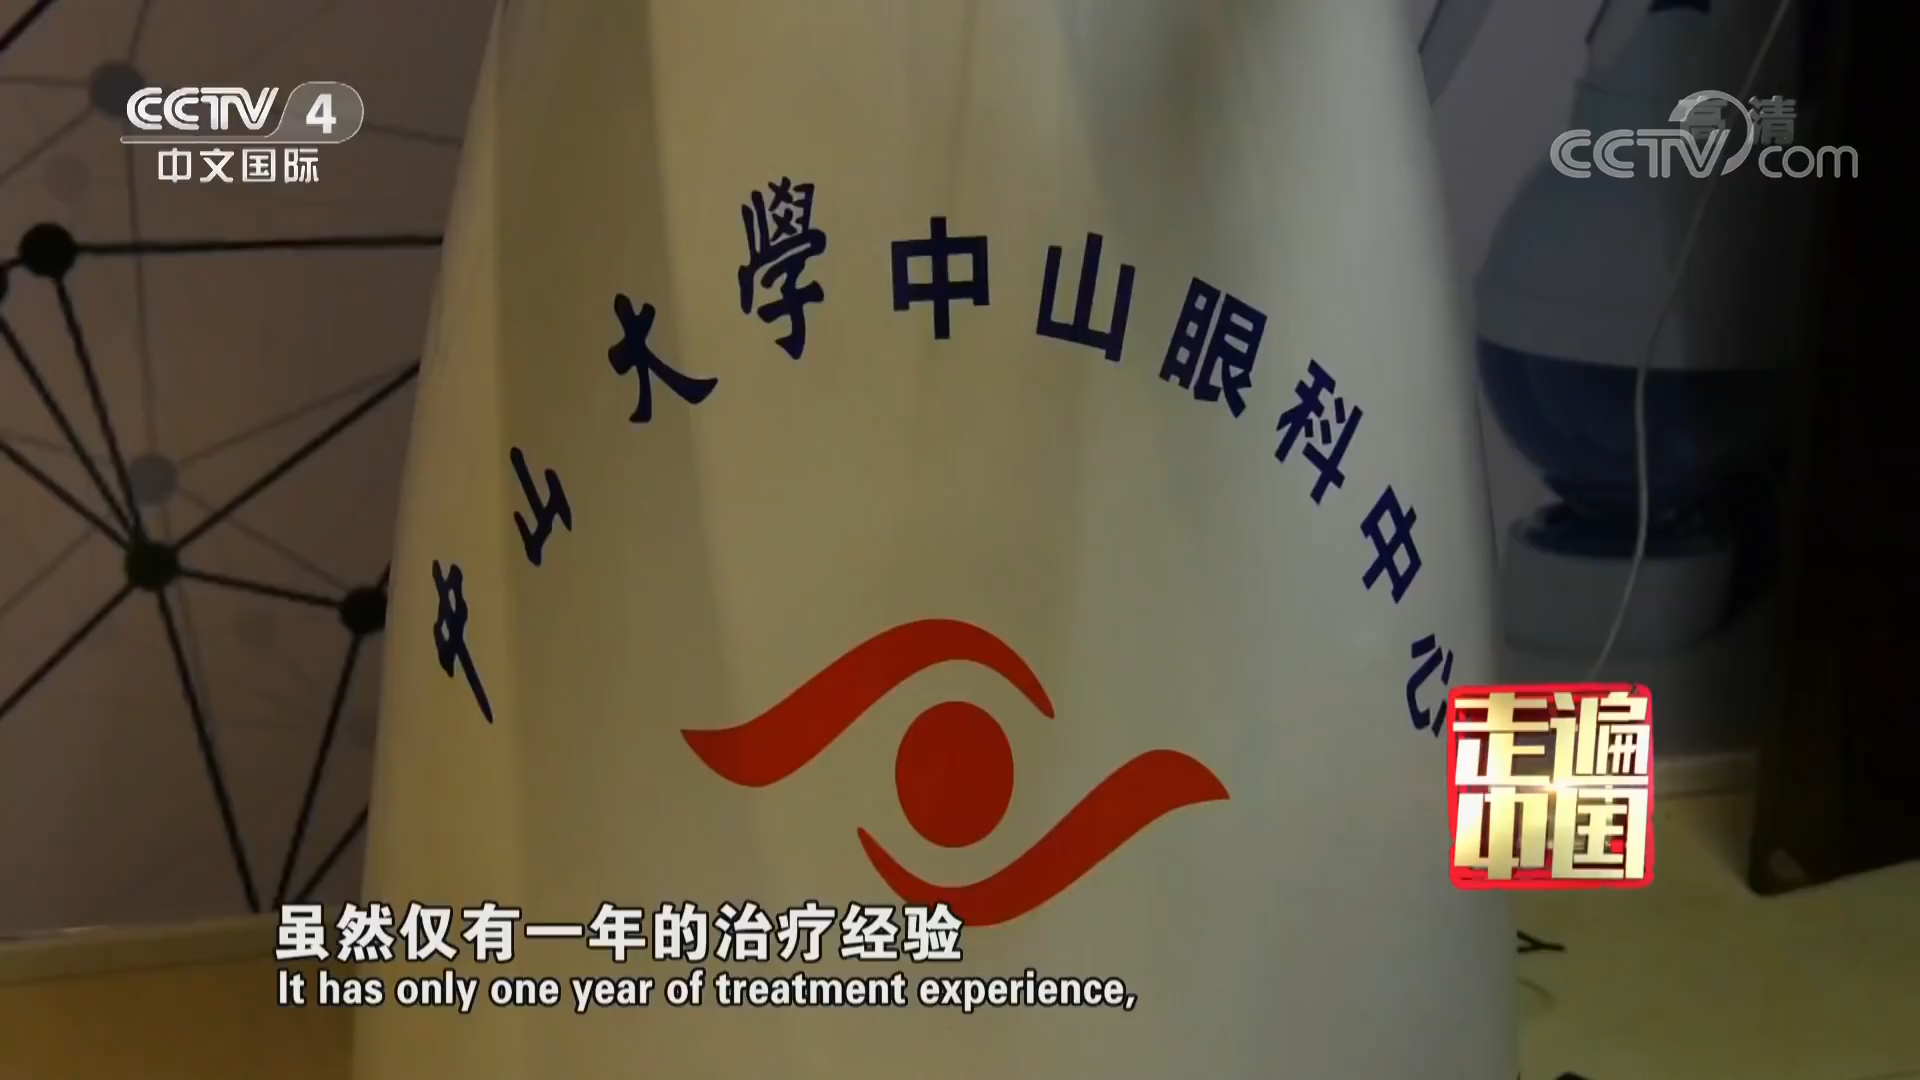 CCTV 4
中文国际
高清
CCTV.com
中山大學中山眼科中心
走遍
中国
虽然仅有一年的治疗经验
It has only one year of treatment experience,